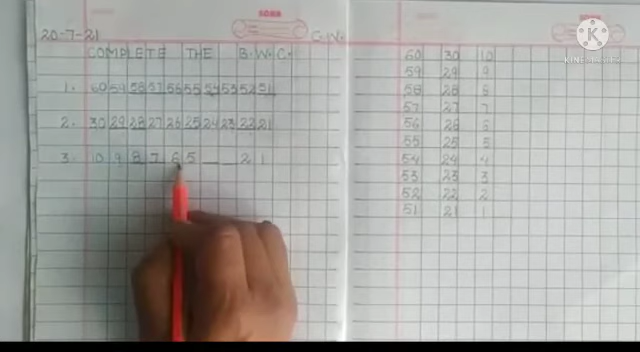 20-7-21
C.W.
COMPLETE THE B.W.C.
1. 60 59 58 57 56 55 54 53 52 51
2. 30 29 28 27 26 25 24 23 22 21
3. 10 9 8 7 6 5 _ _ 2 1
60 30 10
59 29 9
58 28 8
57 27 7
56 26 6
55 25 5
54 24 4
53 23 3
52 22 2
51 21 1
K
KINEMASTER